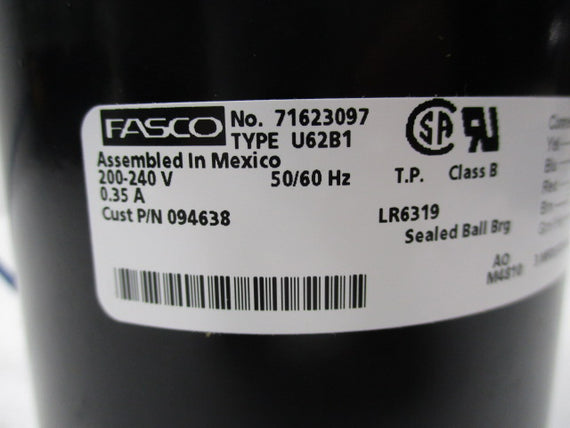 FASCO No. 71623097
TYPE U62B1
Assembled In Mexico
200-240 V 50/60 Hz T.P. Class B
0.35 A
Cust P/N 094638 LR6319
Sealed Ball Brg
AO
M4810